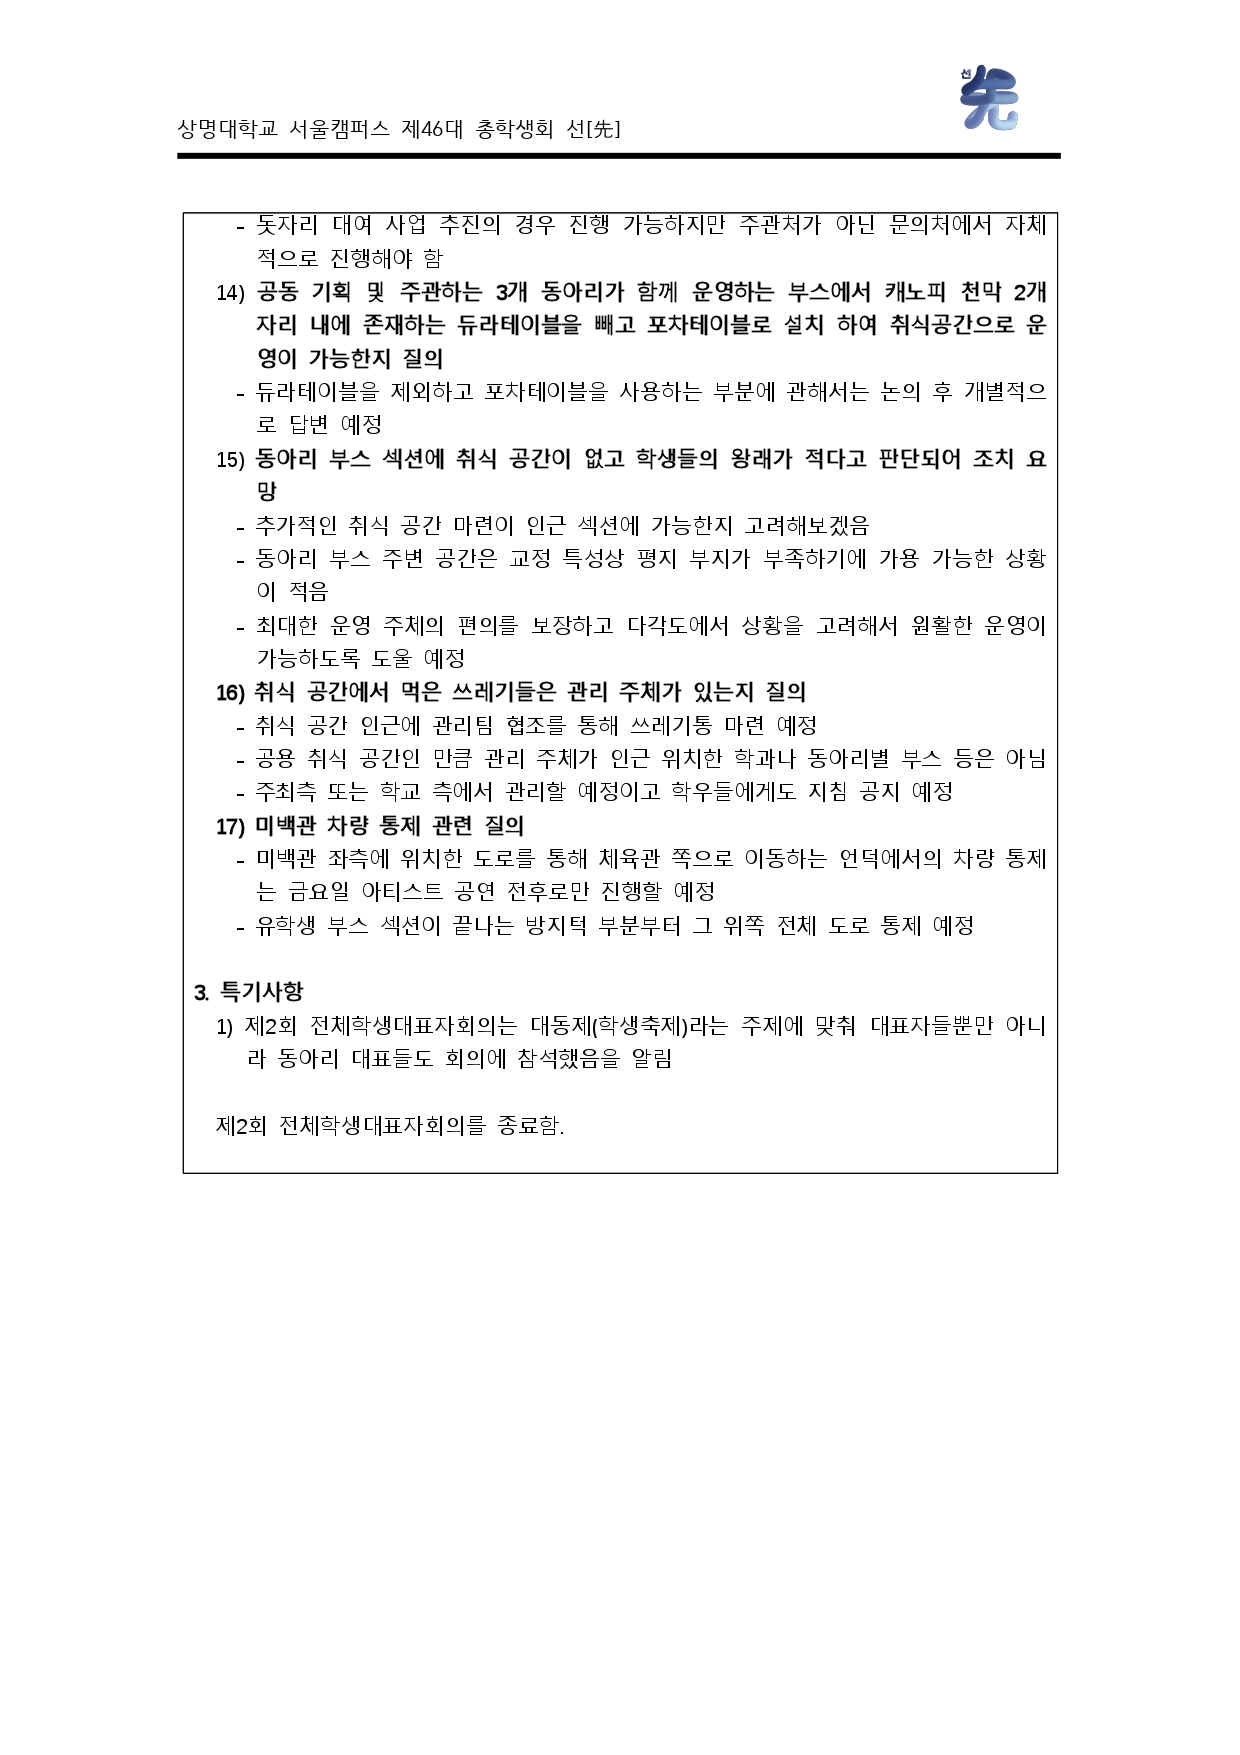 선
先
상명대학교 서울캠퍼스 제46대 총학생회 선[先]
- 돗자리 대여 사업 추진의 경우 진행 가능하지만 주관처가 아닌 문의처에서 자체
적으로 진행해야 함
14) 공동 기획 및 주관하는 3개 동아리가 함께 운영하는 부스에서 캐노피 천막 2개
자리 내에 존재하는 듀라테이블을 빼고 포차테이블로 설치 하여 취식공간으로 운
영이 가능한지 질의
- 듀라테이블을 제외하고 포차테이블을 사용하는 부분에 관해서는 논의 후 개별적으
로 답변 예정
15) 동아리 부스 섹션에 취식 공간이 없고 학생들의 왕래가 적다고 판단되어 조치 요
망
- 추가적인 취식 공간 마련이 인근 섹션에 가능한지 고려해보겠음
- 동아리 부스 주변 공간은 교정 특성상 평지 부지가 부족하기에 가용 가능한 상황
이 적음
- 최대한 운영 주체의 편의를 보장하고 다각도에서 상황을 고려해서 원활한 운영이
가능하도록 도울 예정
16) 취식 공간에서 먹은 쓰레기들은 관리 주체가 있는지 질의
- 취식 공간 인근에 관리팀 협조를 통해 쓰레기통 마련 예정
- 공용 취식 공간인 만큼 관리 주체가 인근 위치한 학과나 동아리별 부스 등은 아님
- 주최측 또는 학교 측에서 관리할 예정이고 학우들에게도 지침 공지 예정
17) 미백관 차량 통제 관련 질의
- 미백관 좌측에 위치한 도로를 통해 체육관 쪽으로 이동하는 언덕에서의 차량 통제
는 금요일 아티스트 공연 전후로만 진행할 예정
- 유학생 부스 섹션이 끝나는 방지턱 부분부터 그 위쪽 전체 도로 통제 예정
3. 특기사항
1) 제2회 전체학생대표자회의는 대동제(학생축제)라는 주제에 맞춰 대표자들뿐만 아니
라 동아리 대표들도 회의에 참석했음을 알림
제2회 전체학생대표자회의를 종료함.